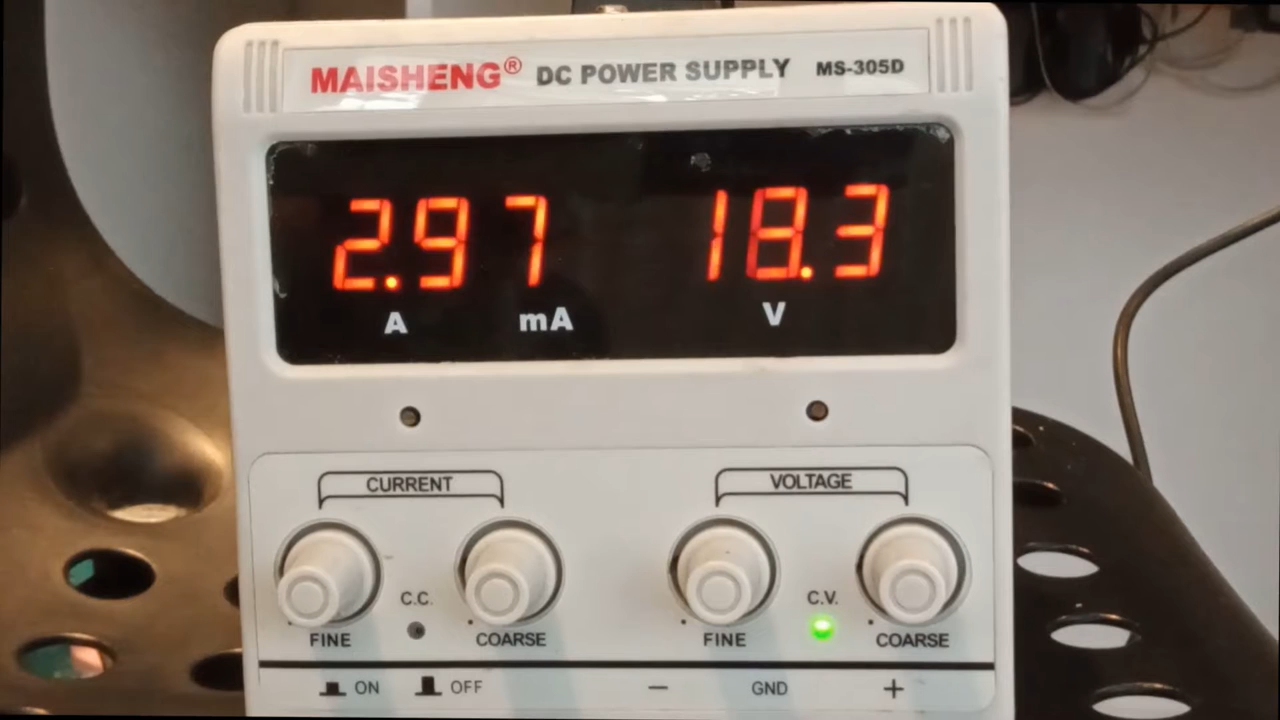 MAISHENG® DC POWER SUPPLY MS-305D
2.97 18.3
A mA V
CURRENT VOLTAGE
C.C. C.V.
FINE COARSE FINE COARSE
ON OFF − GND +